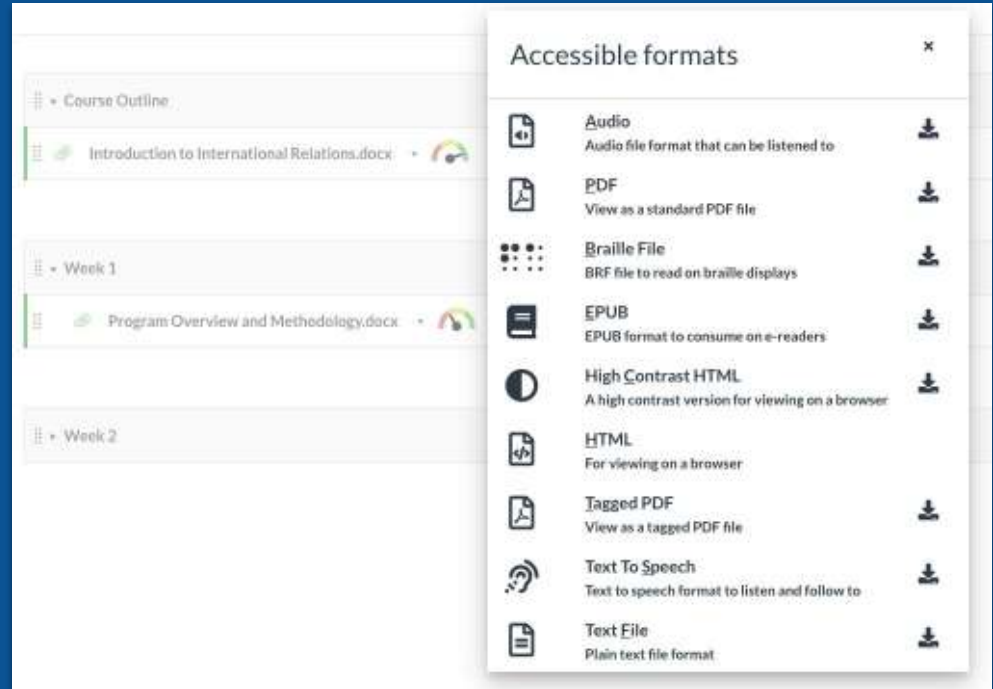 Course Outline
Introduction to International Relations.docx
Week 1
Program Overview and Methodology.docx
Week 2
Accessible formats
×
Audio
Audio file format that can be listened to
PDF
View as a standard PDF file
Braille File
BRF file to read on braille displays
EPUB
EPUB format to consume on e-readers
High Contrast HTML
A high contrast version for viewing on a browser
HTML
For viewing on a browser
Tagged PDF
View as a tagged PDF file
Text To Speech
Text to speech format to listen and follow to
Text File
Plain text file format